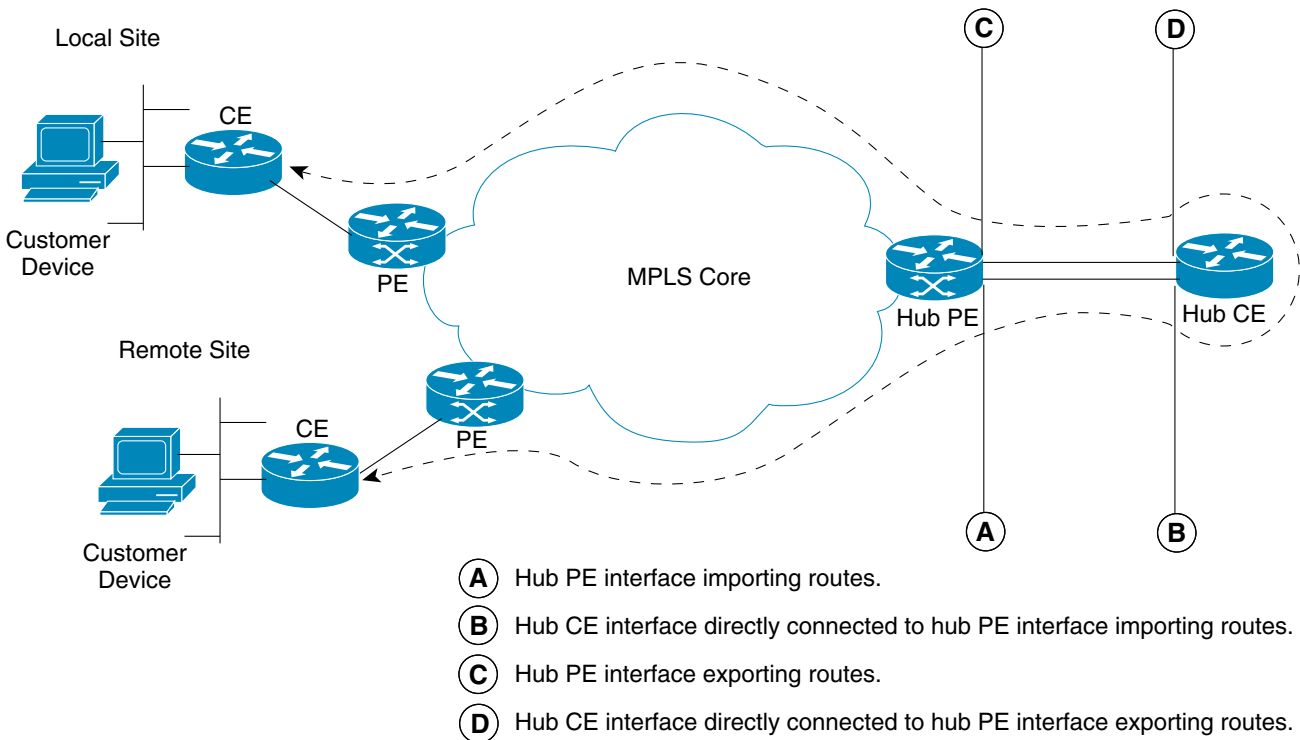 C
D
Local Site
CE
Customer
Device
PE
MPLS Core
Hub PE
Hub CE
Remote Site
CE
PE
Customer
Device
A
B
A Hub PE interface importing routes.
B Hub CE interface directly connected to hub PE interface importing routes.
C Hub PE interface exporting routes.
D Hub CE interface directly connected to hub PE interface exporting routes.